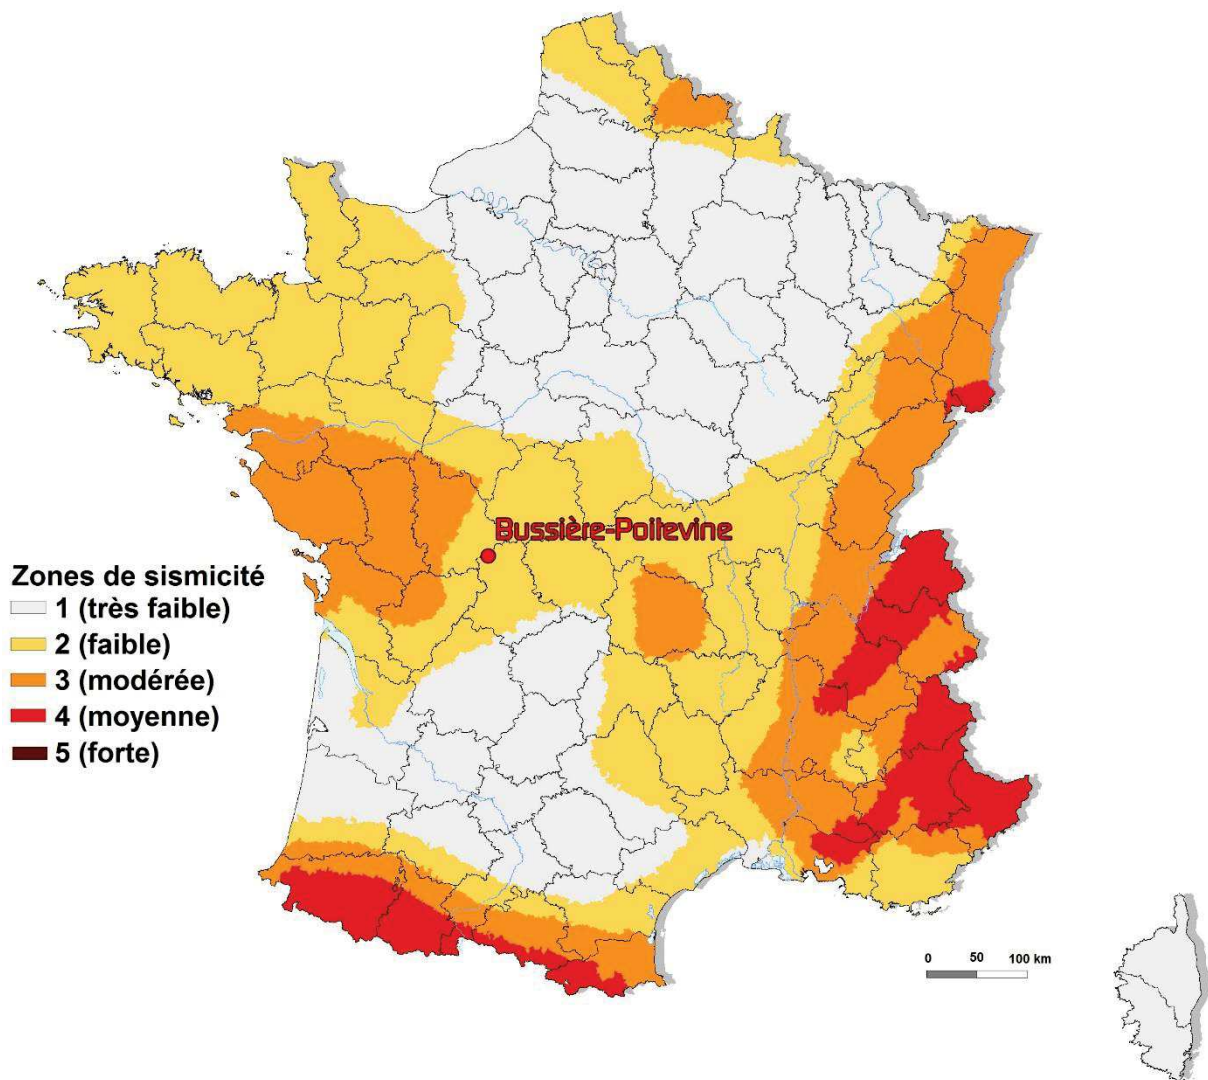 Bussière-Poitevine
Zones de sismicité
1 (très faible)
2 (faible)
3 (modérée)
4 (moyenne)
5 (forte)
0 50 100 km